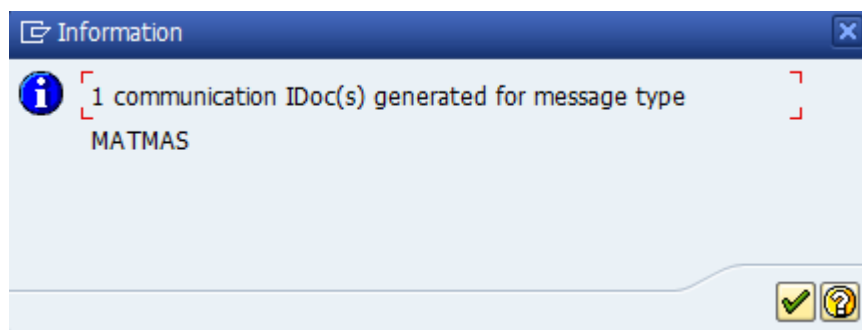 Information
1 communication IDoc(s) generated for message type
MATMAS